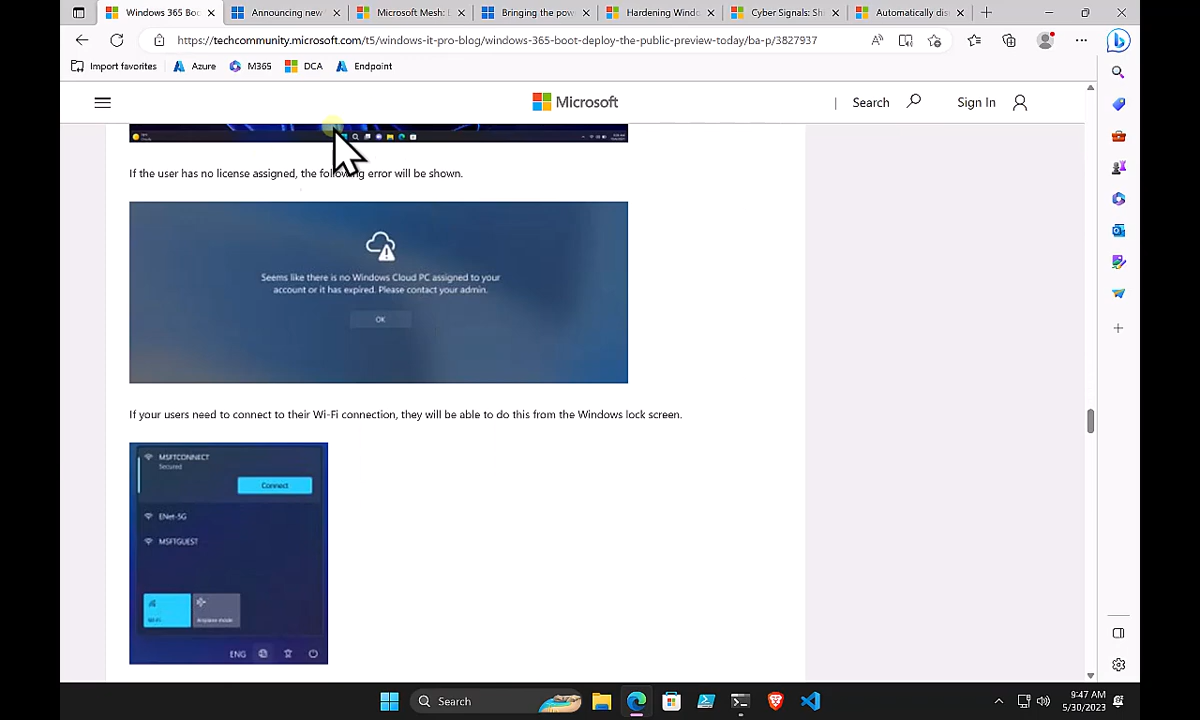 Windows 365 Boo
Announcing new
Microsoft Mesh:
Bringing the pow
Hardening Windo
Cyber Signals: Sh
Automatically dis
https://techcommunity.microsoft.com/t5/windows-it-pro-blog/windows-365-boot-deploy-the-public-preview-today/ba-p/3827937
Import favorites
Azure
M365
DCA
Endpoint
Microsoft
Search
Sign In
If the user has no license assigned, the following error will be shown.
Seems like there is no Windows Cloud PC assigned to your
account or it has expired. Please contact your admin.
OK
If your users need to connect to their Wi-Fi connection, they will be able to do this from the Windows lock screen.
MSFTCONNECT
Secured
Connect
ENet-5G
MSFTGUEST
Wi-Fi
Airplane mode
ENG
Search
9:47 AM
5/30/2023